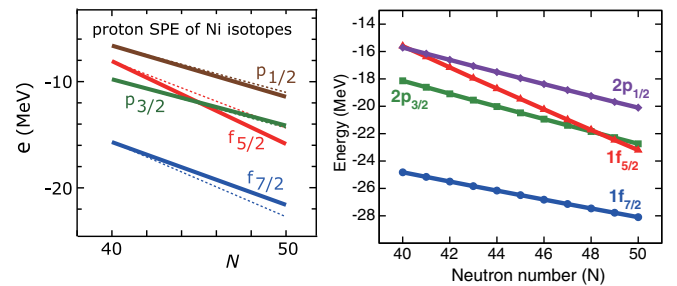 proton SPE of Ni isotopes
e (MeV)
-10
-20
p1/2
p3/2
f5/2
f7/2
40
50
N
Energy (MeV)
-14
-16
-18
-20
-22
-24
-26
-28
2p1/2
2p3/2
1f5/2
1f7/2
40 42 44 46 48 50
Neutron number (N)